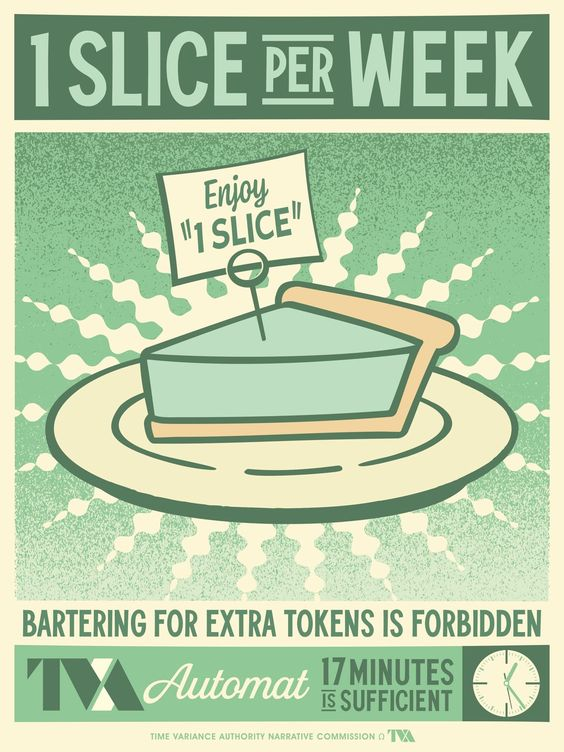 1 SLICE PER WEEK
Enjoy
"1 SLICE"
BARTERING FOR EXTRA TOKENS IS FORBIDDEN
TVA Automat
17 MINUTES
IS SUFFICIENT
TIME VARIANCE AUTHORITY NARRATIVE COMMISSION Ω TVA